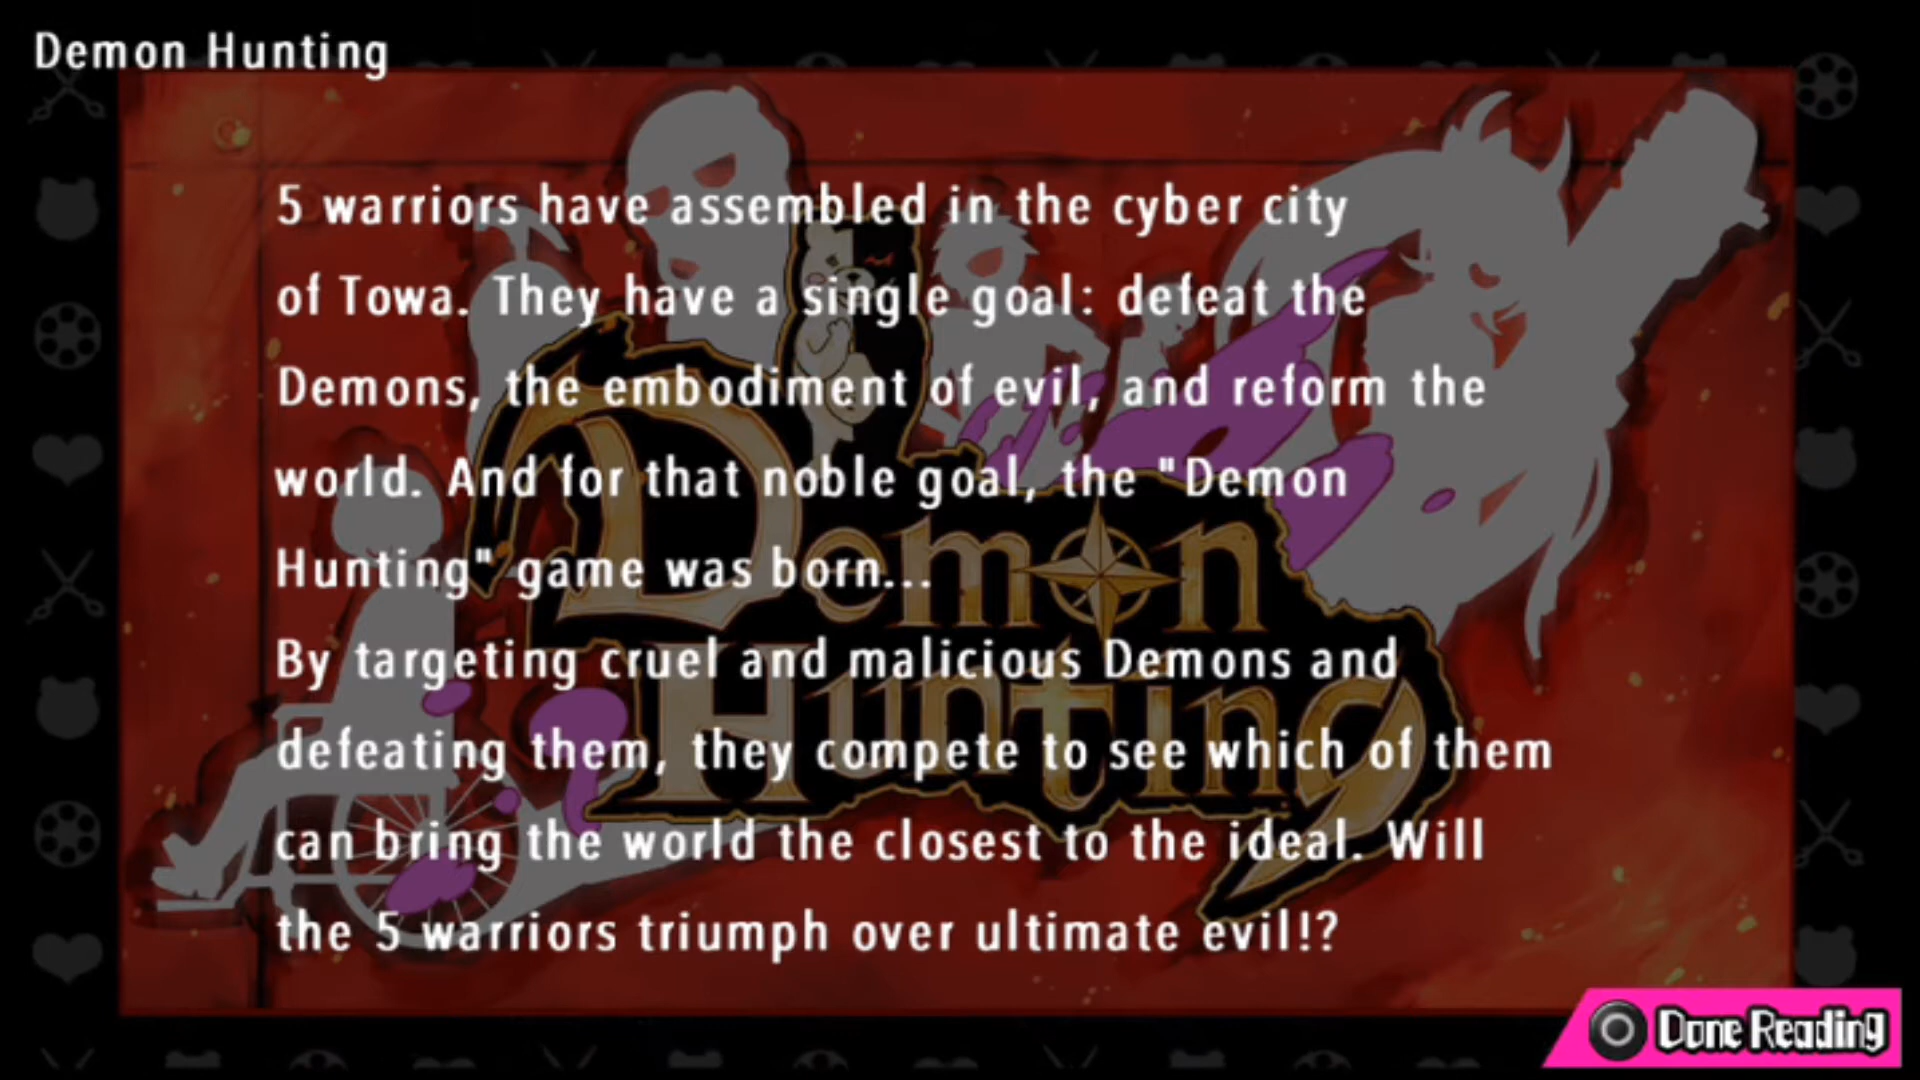 Demon Hunting
5 warriors have assembled in the cyber city
of Towa. They have a single goal: defeat the
Demons, the embodiment of evil, and reform the
world. And for that noble goal, the "Demon
Hunting" game was born...
By targeting cruel and malicious Demons and
defeating them, they compete to see which of them
can bring the world the closest to the ideal. Will
the 5 warriors triumph over ultimate evil!?
Demon
Hunting
Done Reading